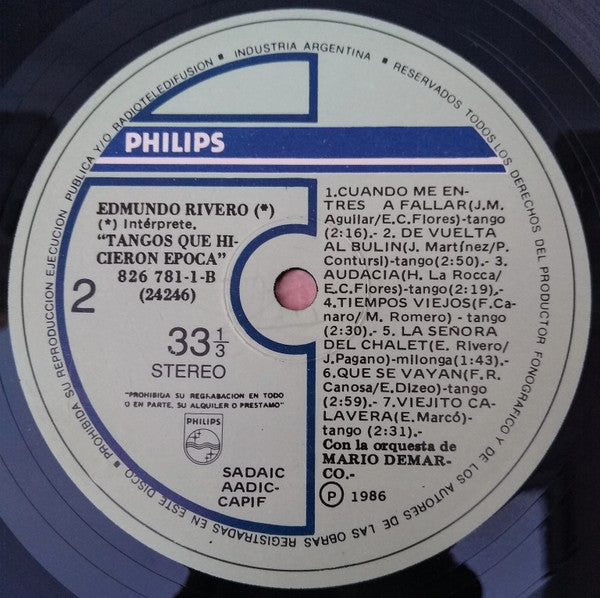 INDUSTRIA ARGENTINA • RESERVADOS TODOS LOS DERECHOS DEL PRODUCTOR FONOGRAFICO Y DE LOS AUTORES DE LAS OBRAS REGISTRADAS EN ESTE DISCO • PROHIBIDA SU REPRODUCCION EJECUCION PUBLICA Y/O RADIOTELEDIFUSION •
PHILIPS
EDMUNDO RIVERO (*)
(*) Intérprete.
"TANGOS QUE HI-
CIERON EPOCA"
826 781-1-B
(24246)
2
33 1/3
STEREO
"PROHIBIDA SU REGRABACION EN TODO
O EN PARTE, SU ALQUILER O PRESTAMO"
PHILIPS
SADAIC
AADIC-
CAPIF
1.CUANDO ME EN-
TRES A FALLAR(J.M.
Aguilar/E.C.Flores)-tango
(2:16).- 2. DE VUELTA
AL BULIN(J. Martínez/P.
Contursi)-tango(2:50).- 3.
AUDACIA(H. La Rocca/
E.C.Flores)-tango(2:19).-
4.TIEMPOS VIEJOS(F.Ca-
naro/M. Romero) - tango
(2:30).- 5. LA SEÑORA
DEL CHALET(E. Rivero/
J.Pagano)-milonga(1:43).-
6.QUE SE VAYAN(F.R.
Canosa/E.Dizeo)-tango
(2:59).- 7.VIEJITO CA-
LAVERA(E.Marcó)-
tango (2:31).-
Con la orquesta de
MARIO DEMAR-
CO.-
Ⓟ 1986